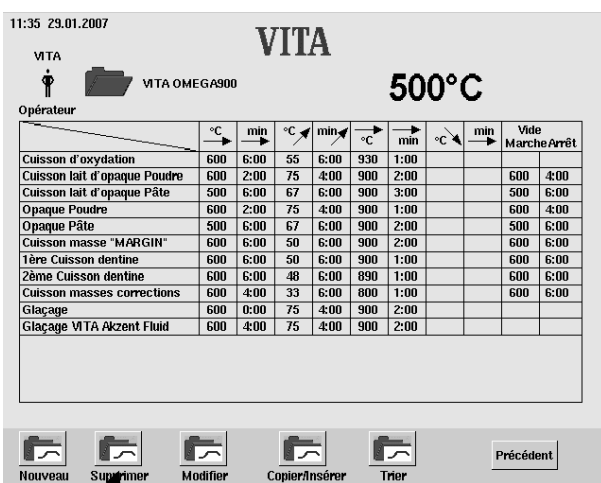 11:35 29.01.2007
VITA
VITA
VITA OMEGA900
500°C
Opérateur
°C min °C min °C min °C min Vide
Marche Arrêt
Cuisson d'oxydation 600 6:00 55 6:00 930 1:00
Cuisson lait d'opaque Poudre 600 2:00 75 4:00 900 2:00 600 4:00
Cuisson lait d'opaque Pâte 500 6:00 67 6:00 900 3:00 500 6:00
Opaque Poudre 600 2:00 75 4:00 900 1:00 600 4:00
Opaque Pâte 500 6:00 67 6:00 900 2:00 500 6:00
Cuisson masse "MARGIN" 600 6:00 50 6:00 900 2:00 600 6:00
1ère Cuisson dentine 600 6:00 50 6:00 900 1:00 600 6:00
2ème Cuisson dentine 600 6:00 48 6:00 890 1:00 600 6:00
Cuisson masses corrections 600 4:00 33 6:00 800 1:00 600 6:00
Glaçage 600 0:00 75 4:00 900 2:00
Glaçage VITA Akzent Fluid 600 4:00 75 4:00 900 2:00
Précédent
Nouveau Supprimer Modifier Copier/Insérer Trier